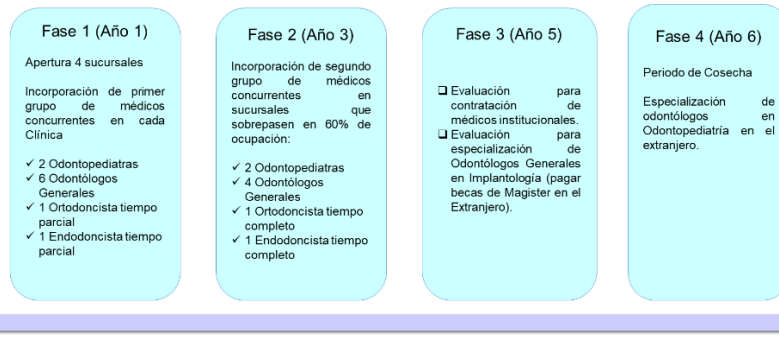 Fase 1 (Año 1)
Apertura 4 sucursales
Incorporación de primer
grupo de médicos
concurrentes en cada
Clínica
✓ 2 Odontopediatras
✓ 6 Odontólogos
Generales
✓ 1 Ortodoncista tiempo
parcial
✓ 1 Endodoncista tiempo
parcial
Fase 2 (Año 3)
Incorporación de segundo
grupo de médicos
concurrentes en
sucursales que
sobrepasen en 60% de
ocupación:
✓ 2 Odontopediatras
✓ 4 Odontólogos
Generales
✓ 1 Ortodoncista tiempo
completo
✓ 1 Endodoncista tiempo
completo
Fase 3 (Año 5)
❑ Evaluación para
contratación de
médicos institucionales.
❑ Evaluación para
especialización de
Odontólogos Generales
en Implantología (pagar
becas de Magister en el
Extranjero).
Fase 4 (Año 6)
Periodo de Cosecha
Especialización de
odontólogos en
Odontopediatría en el
extranjero.